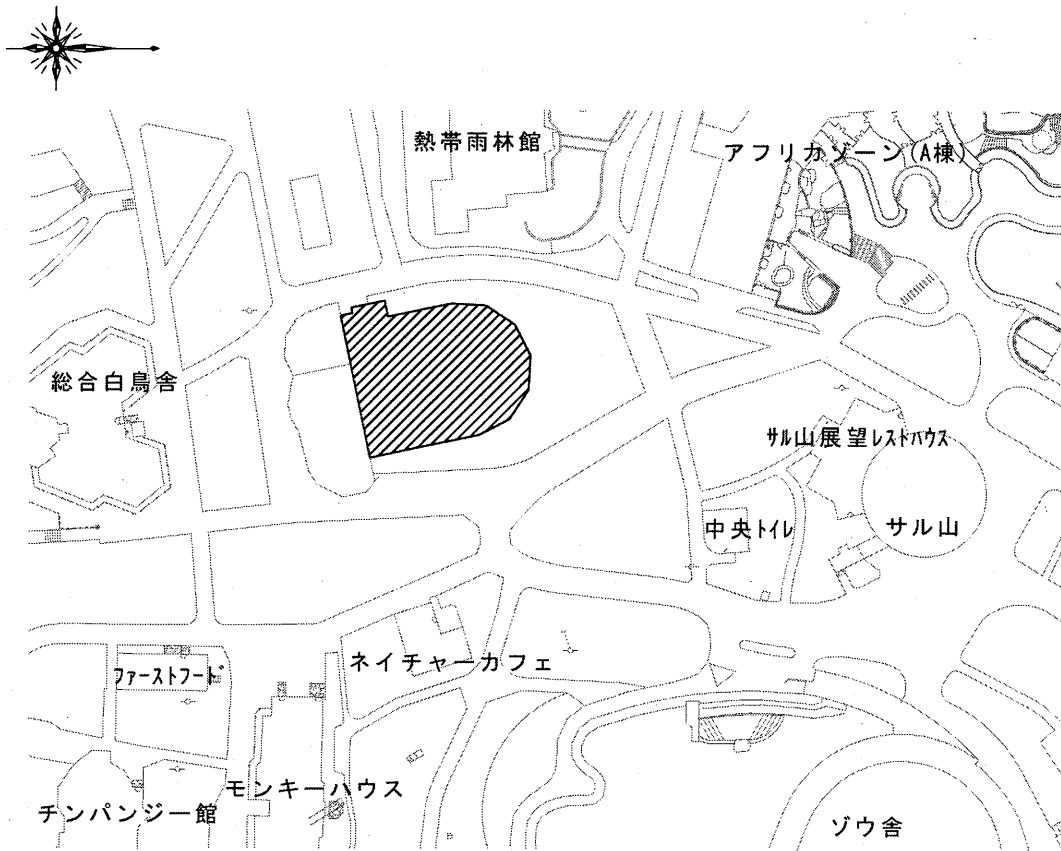 熱帯雨林館
アフリカゾーン(A棟)
総合白鳥舎
サル山展望レストハウス
中央トイレ
サル山
ネイチャーカフェ
ファーストフード
モンキーハウス
チンパンジー館
ゾウ舎